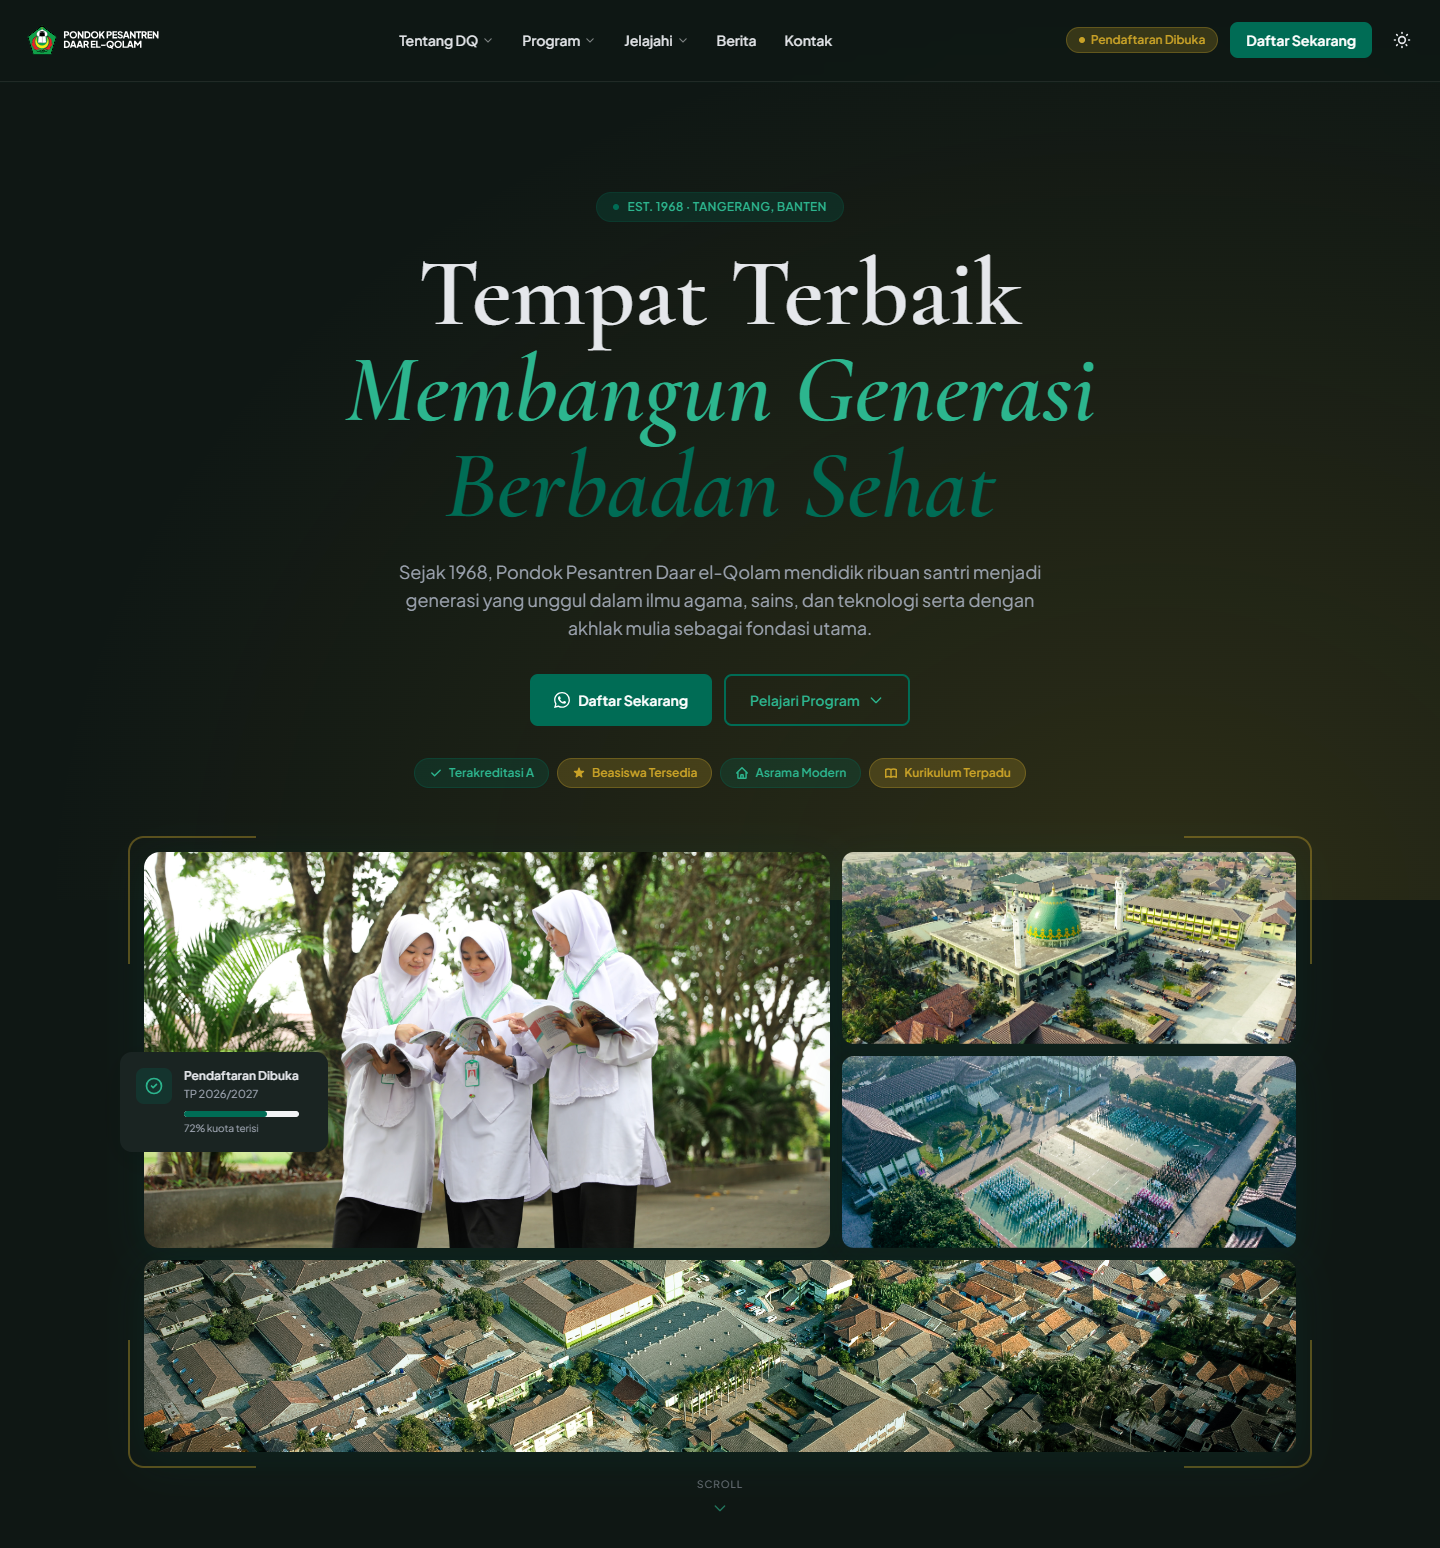 PONDOK PESANTREN
DAAR EL-QOLAM
Tentang DQ
Program
Jelajahi
Berita
Kontak
Pendaftaran Dibuka
Daftar Sekarang
EST. 1968 · TANGERANG, BANTEN
Tempat Terbaik
Membangun Generasi
Berbadan Sehat
Sejak 1968, Pondok Pesantren Daar el-Qolam mendidik ribuan santri menjadi
generasi yang unggul dalam ilmu agama, sains, dan teknologi serta dengan
akhlak mulia sebagai fondasi utama.
Daftar Sekarang
Pelajari Program
Terakreditasi A
Beasiswa Tersedia
Asrama Modern
Kurikulum Terpadu
Pendaftaran Dibuka
TP 2026/2027
72% kuota terisi
SCROLL